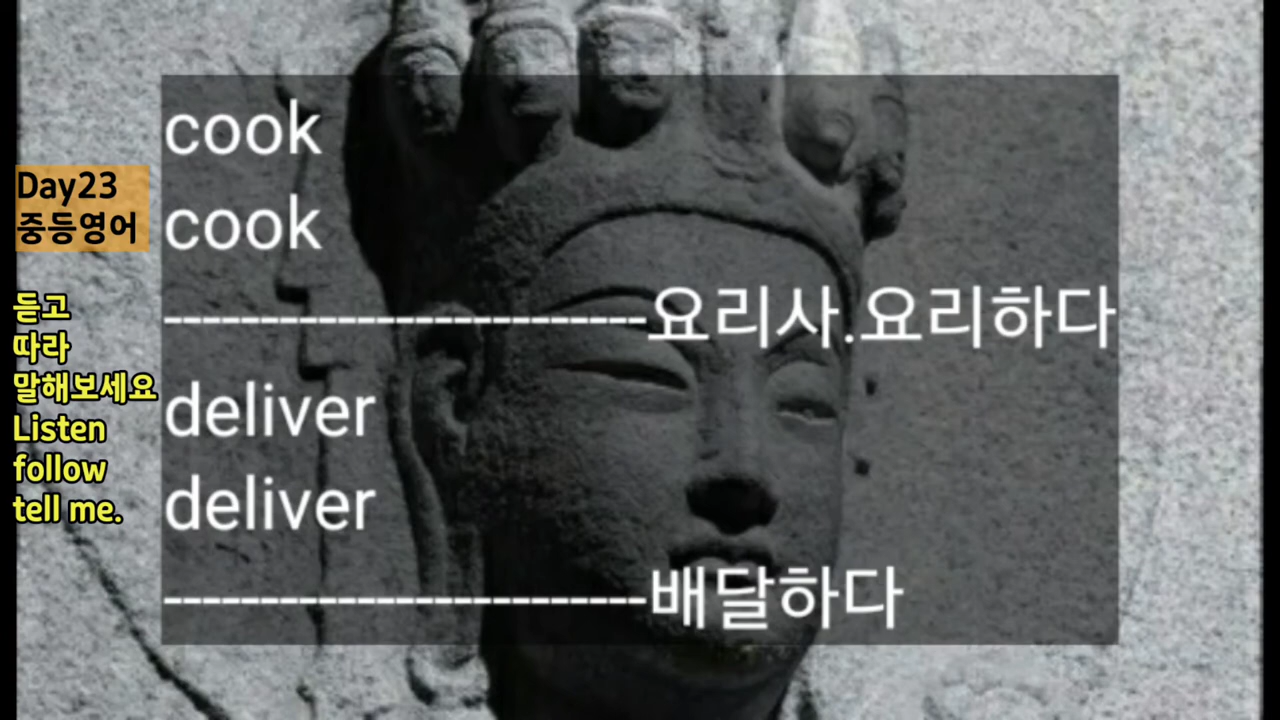 Day23
중등영어
듣고
따라
말해보세요
Listen
follow
tell me.
cook
cook
-------------------------요리사.요리하다
deliver
deliver
-------------------------배달하다